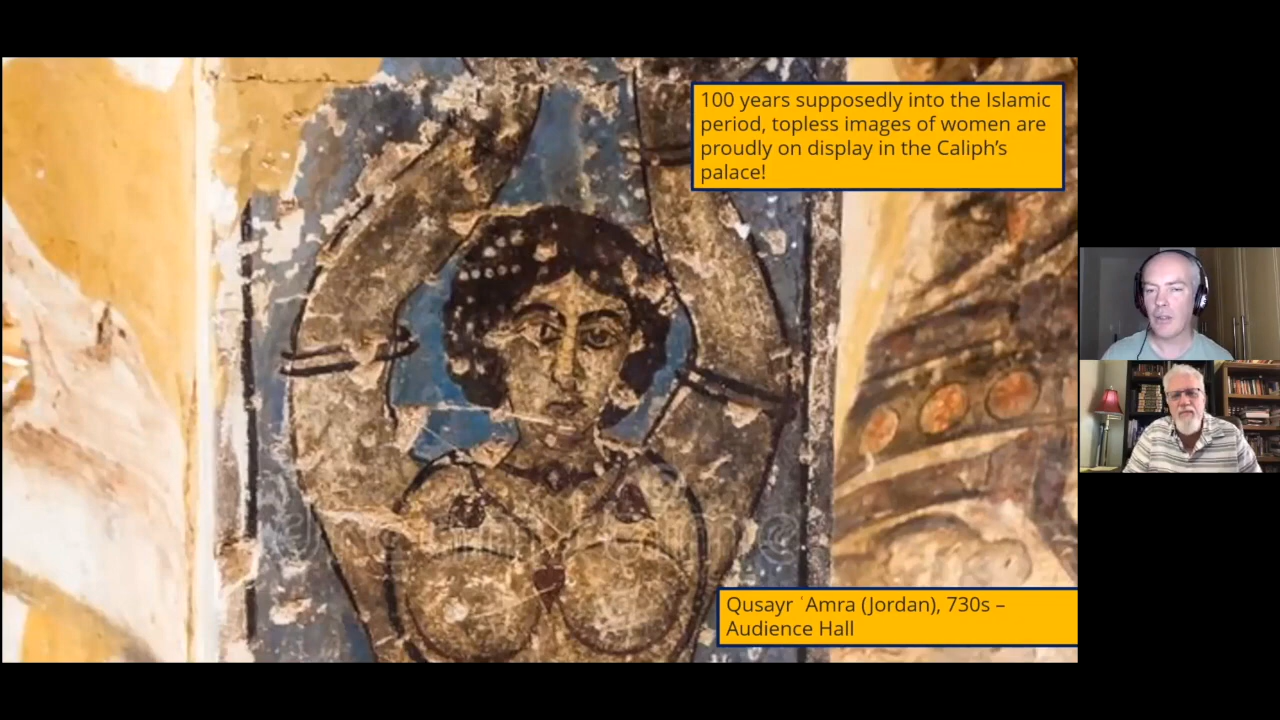 100 years supposedly into the Islamic
period, topless images of women are
proudly on display in the Caliph’s
palace!
Qusayr ʿAmra (Jordan), 730s –
Audience Hall